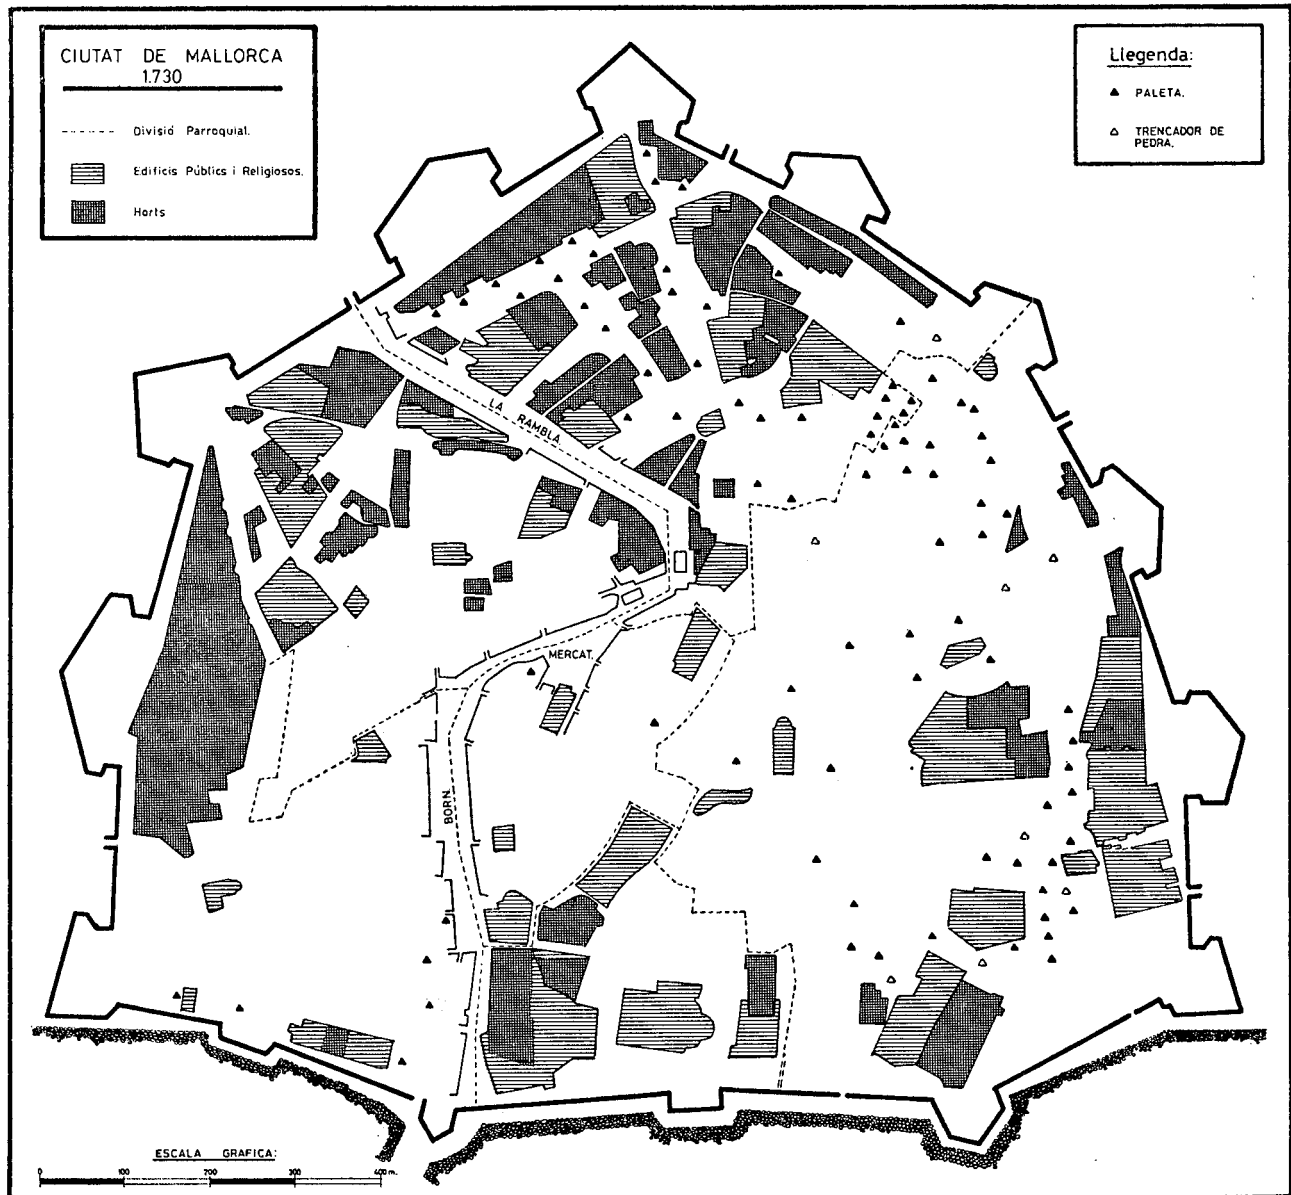 CIUTAT DE MALLORCA
1.730
Divisió Parroquial.
Edificis Públics i Religiosos.
Horts
Llegenda:
PALETA.
TRENCADOR DE
PEDRA.
LA RAMBLA.
MERCAT.
BORN.
ESCALA GRAFICA:
0 100 200 300 400 m.